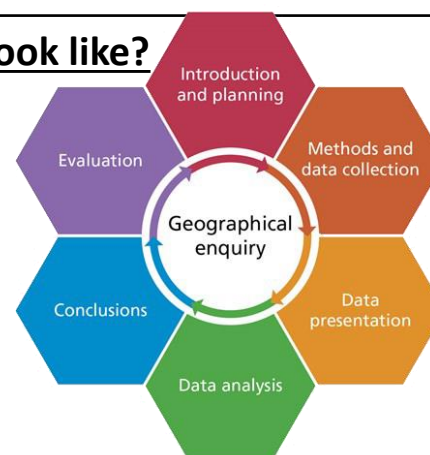 ook like?
Introduction
and planning
Methods and
data collection
Data
presentation
Data analysis
Conclusions
Evaluation
Geographical
enquiry